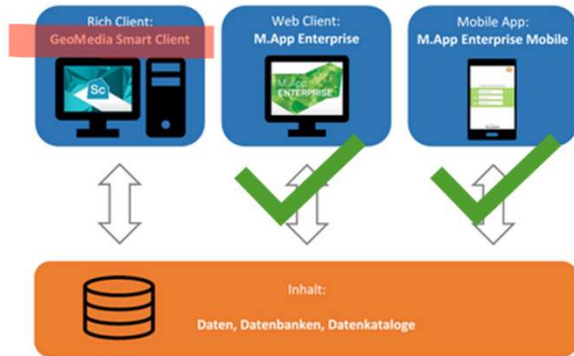 Rich Client:
GeoMedia Smart Client
Web Client:
M.App Enterprise
Mobile App:
M.App Enterprise Mobile
Sc
M.App
ENTERPRISE
Inhalt:
Daten, Datenbanken, Datenkataloge